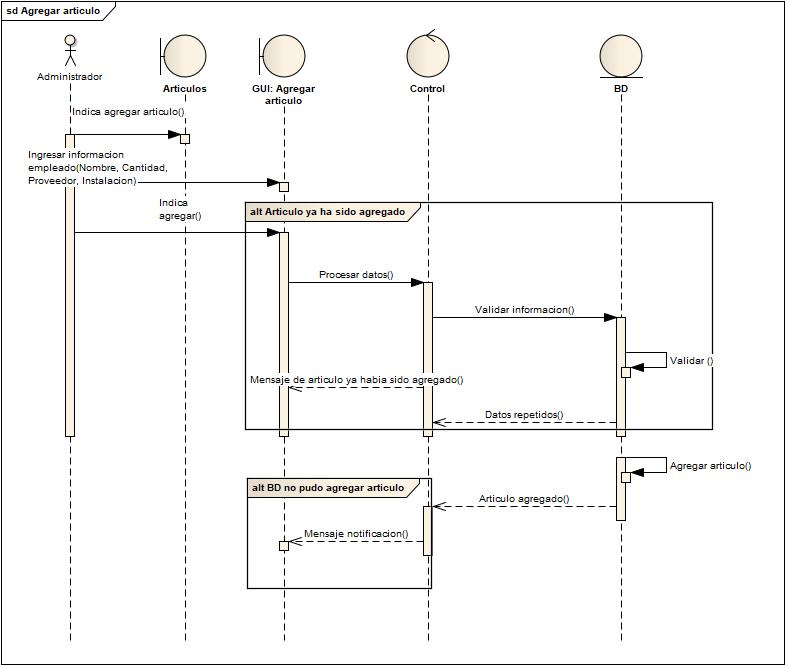 sd Agregar articulo
Administrador
Articulos
GUI: Agregar
articulo
Control
BD
Indica agregar articulo()
Ingresar informacion
empleado(Nombre, Cantidad,
Proveedor, Instalacion)
Indica
agregar()
alt Articulo ya ha sido agregado
Procesar datos()
Validar informacion()
Validar ()
Mensaje de articulo ya habia sido agregado()
Datos repetidos()
Agregar articulo()
alt BD no pudo agregar articulo
Articulo agregado()
Mensaje notificacion()